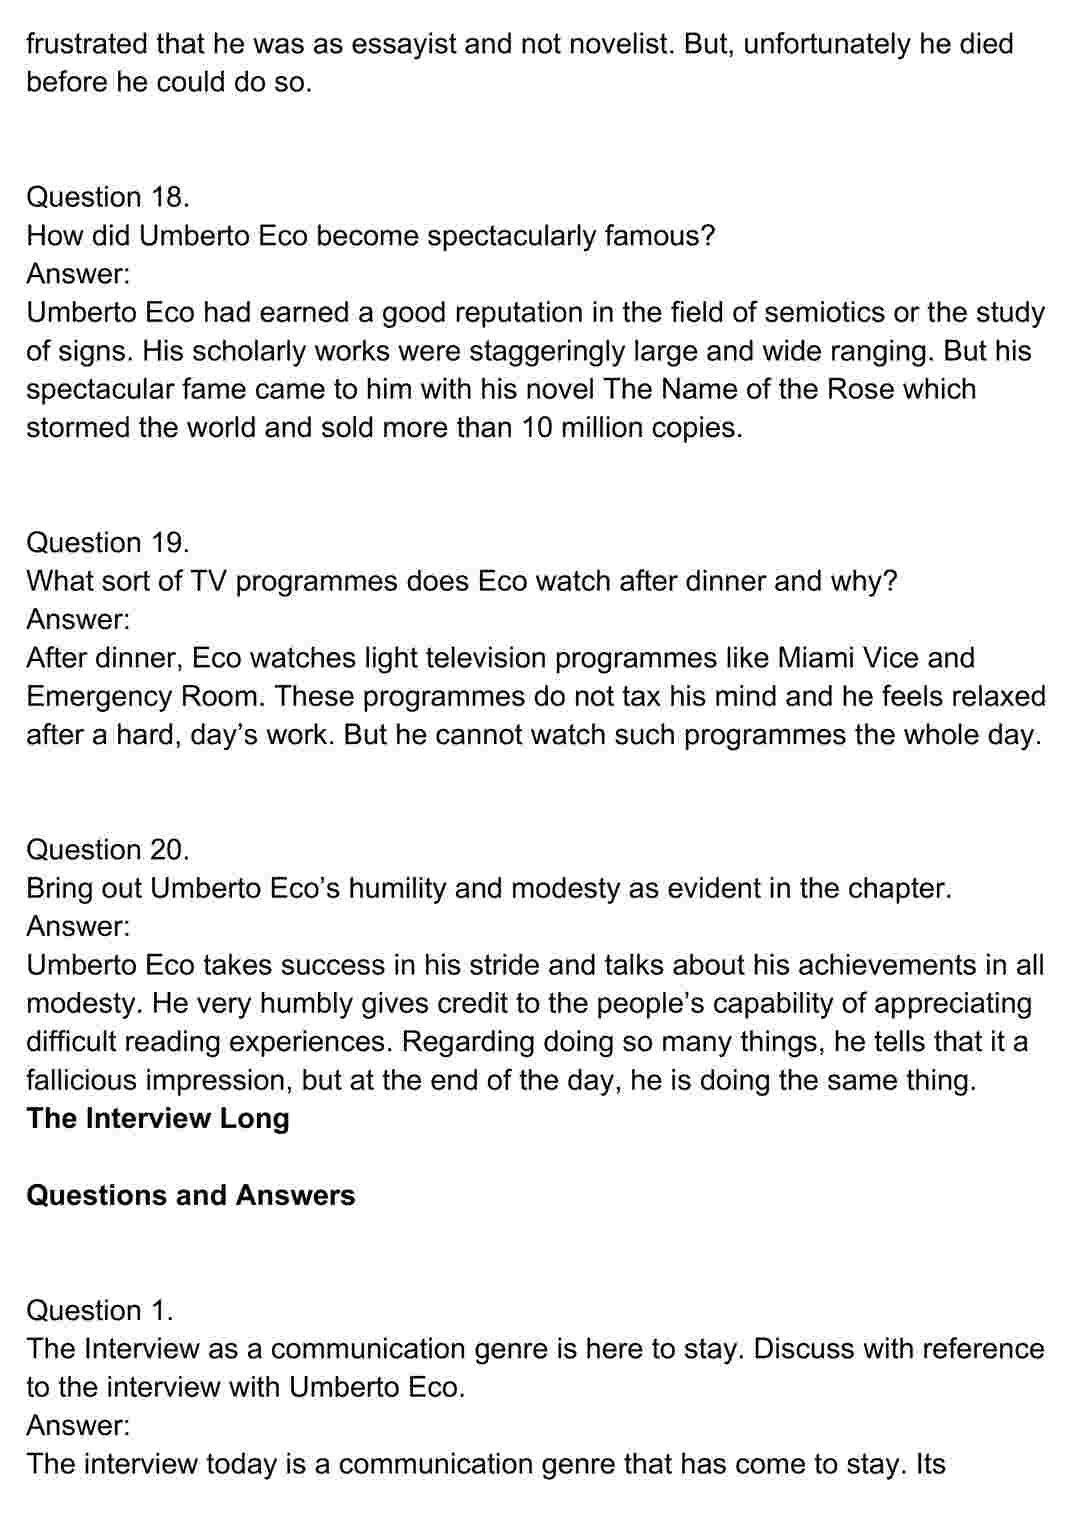 frustrated that he was as essayist and not novelist. But, unfortunately he died
before he could do so.
Question 18.
How did Umberto Eco become spectacularly famous?
Answer:
Umberto Eco had earned a good reputation in the field of semiotics or the study
of signs. His scholarly works were staggeringly large and wide ranging. But his
spectacular fame came to him with his novel The Name of the Rose which
stormed the world and sold more than 10 million copies.
Question 19.
What sort of TV programmes does Eco watch after dinner and why?
Answer:
After dinner, Eco watches light television programmes like Miami Vice and
Emergency Room. These programmes do not tax his mind and he feels relaxed
after a hard, day’s work. But he cannot watch such programmes the whole day.
Question 20.
Bring out Umberto Eco’s humility and modesty as evident in the chapter.
Answer:
Umberto Eco takes success in his stride and talks about his achievements in all
modesty. He very humbly gives credit to the people’s capability of appreciating
difficult reading experiences. Regarding doing so many things, he tells that it a
fallicious impression, but at the end of the day, he is doing the same thing.
The Interview Long
Questions and Answers
Question 1.
The Interview as a communication genre is here to stay. Discuss with reference
to the interview with Umberto Eco.
Answer:
The interview today is a communication genre that has come to stay. Its